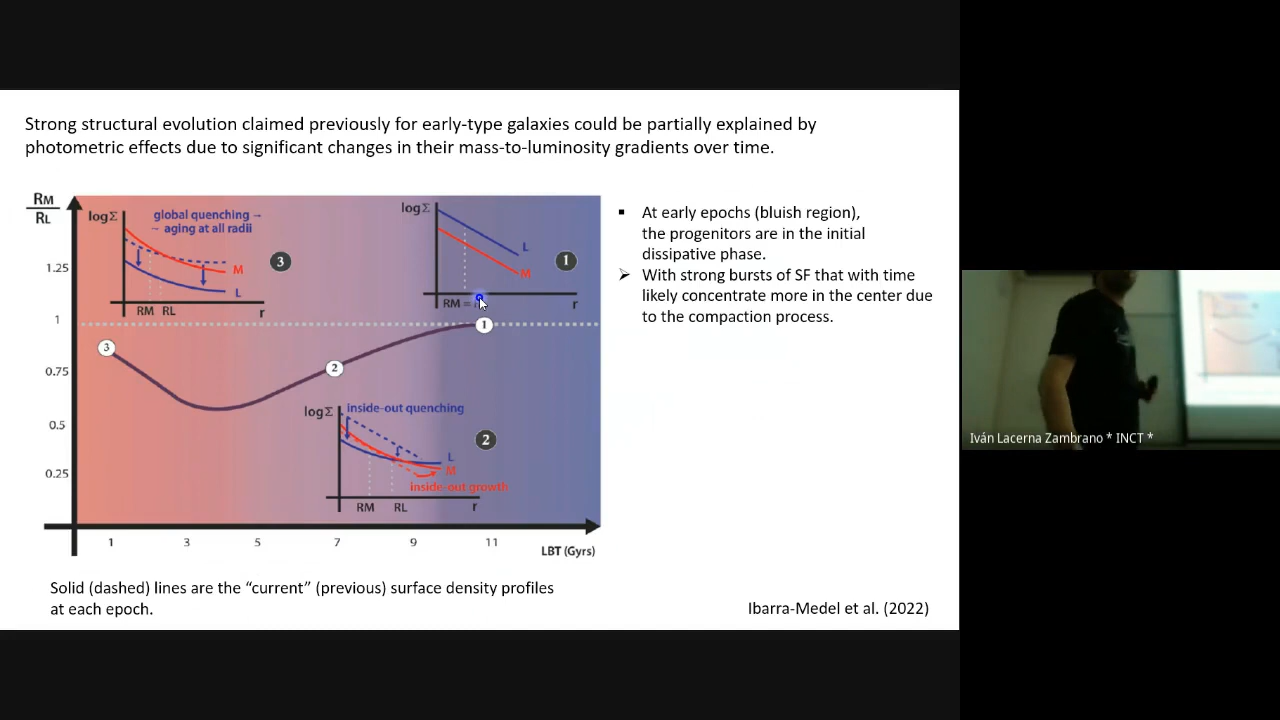 Strong structural evolution claimed previously for early-type galaxies could be partially explained by
photometric effects due to significant changes in their mass-to-luminosity gradients over time.
RM
RL
1.25
1
0.75
0.5
0.25
logΣ
global quenching →
→ aging at all radii
M
L
RM RL r
3
logΣ
L
M
RM =
r
1
3
2
1
logΣ
inside-out quenching
L
M
inside-out growth
RM RL r
2
1 3 5 7 9 11
LBT (Gyrs)
▪ At early epochs (bluish region),
the progenitors are in the initial
dissipative phase.
➢ With strong bursts of SF that with time
likely concentrate more in the center due
to the compaction process.
Solid (dashed) lines are the “current” (previous) surface density profiles
at each epoch.
Ibarra-Medel et al. (2022)
Iván Lacerna Zambrano * INCT *